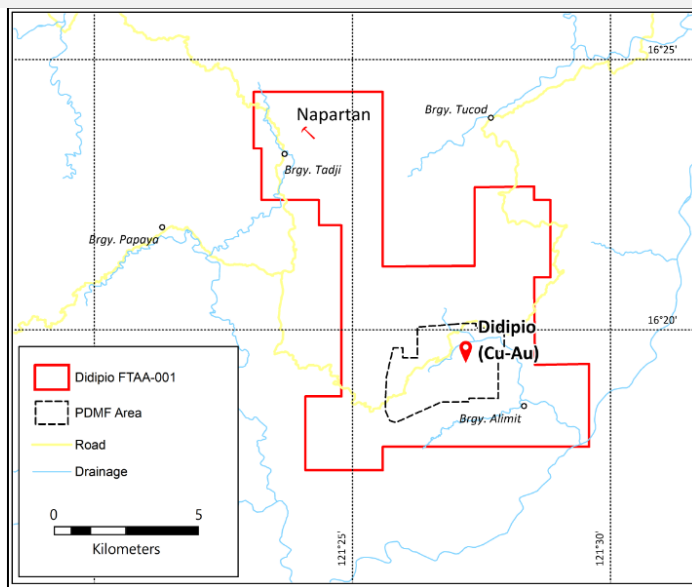 16°25'
Napartan
Brgy. Tucod
Brgy. Tadji
Brgy. Papaya
16°20'
Didipio
(Cu-Au)
Brgy. Alimit
Didipio FTAA-001
PDMF Area
Road
Drainage
0 5
Kilometers
121°25'
121°30'